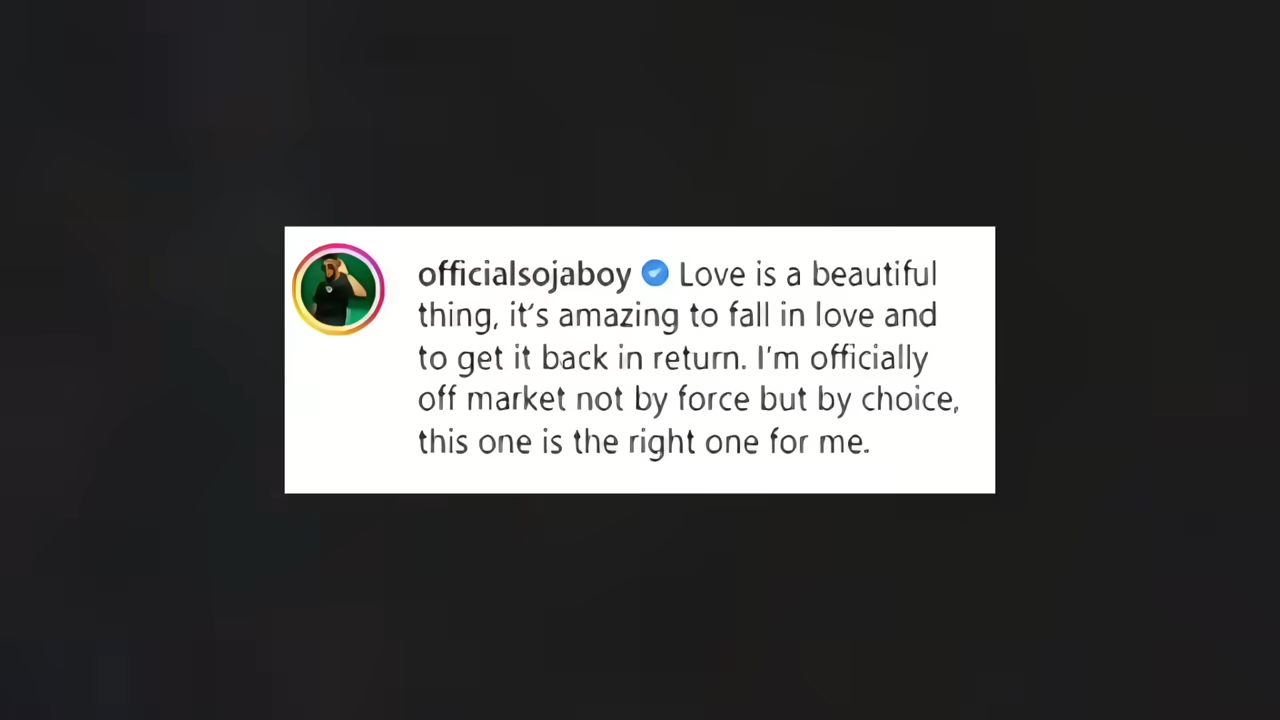 officialsojaboy Love is a beautiful
thing, it's amazing to fall in love and
to get it back in return. I'm officially
off market not by force but by choice,
this one is the right one for me.